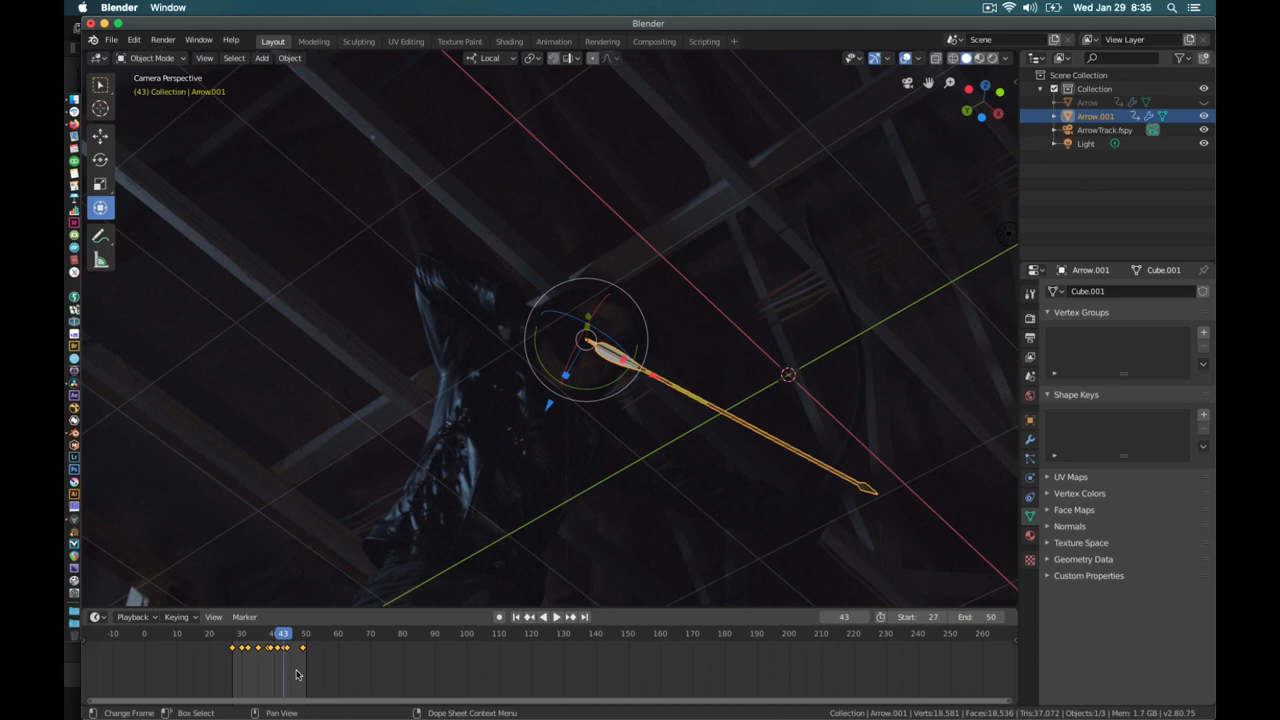 Blender Window Wed Jan 29 8:35
Blender
File Edit Render Window Help Layout Modeling Sculpting UV Editing Texture Paint Shading Animation Rendering Compositing Scripting + Scene View Layer
Object Mode View Select Add Object Local
Camera Perspective
(43) Collection | Arrow.001
Z
Y
X
Scene Collection
Collection
Arrow
Arrow.001
ArrowTrack.fspy
Light
Arrow.001 Cube.001
Cube.001
Vertex Groups
Shape Keys
UV Maps
Vertex Colors
Face Maps
Normals
Texture Space
Geometry Data
Custom Properties
Playback Keying View Marker 43 Start: 27 End: 50
-10 0 10 20 30 43 50 60 70 80 90 100 110 120 130 140 150 160 170 180 190 200 210 220 230 240 250 260
Change Frame Box Select Pan View Dope Sheet Context Menu Collection | Arrow.001 | Verts:18,581 | Faces:18,536 | Tris:37,072 | Objects:1/3 | Mem: 1.7 GB | v2.80.75